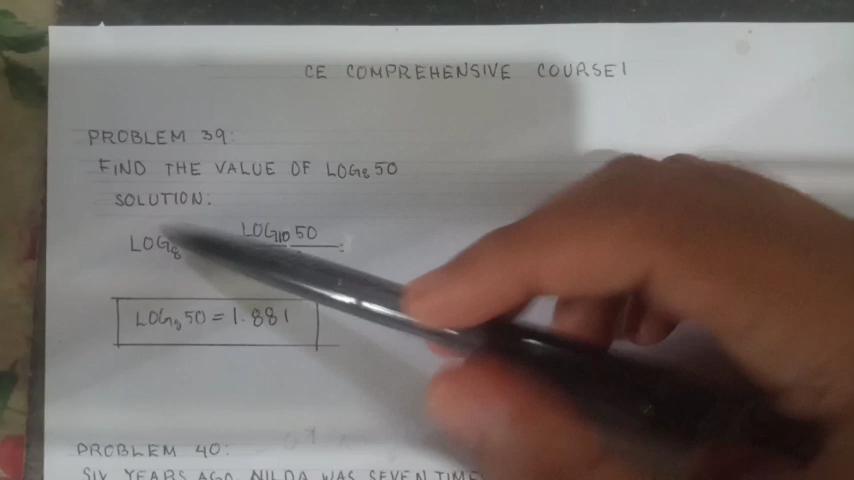 CE COMPREHENSIVE COURSE 1
PROBLEM 39:
FIND THE VALUE OF LOG₈ 50
SOLUTION:
LOG₈
LOG₁₀ 50
=
LOG₈ 50 = 1.881
PROBLEM 40:
SIX YEARS AGO, NILDA WAS SEVEN TIMES